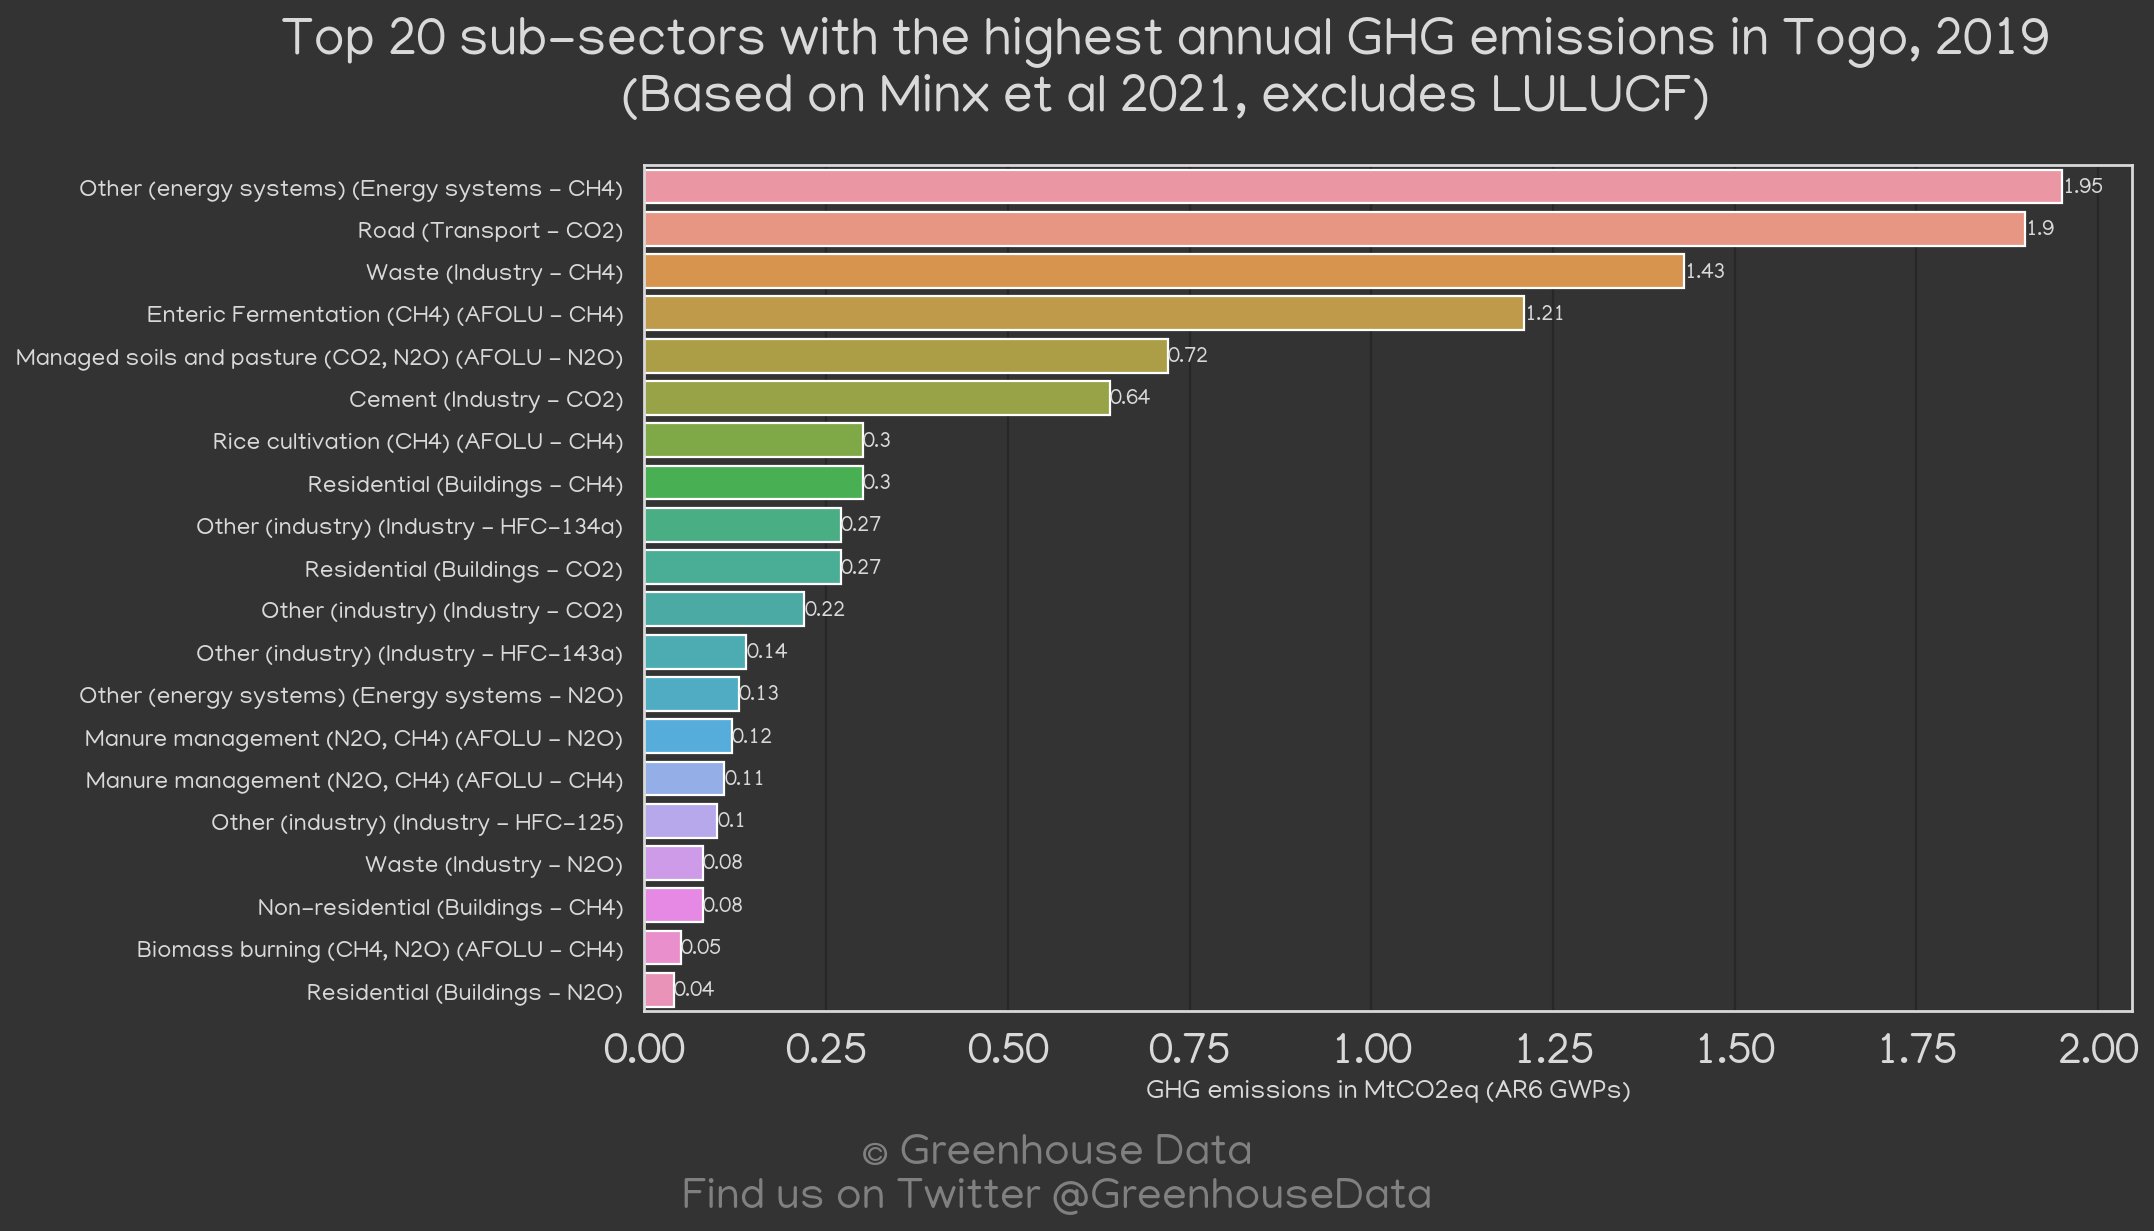 Top 20 sub-sectors with the highest annual GHG emissions in Togo, 2019
(Based on Minx et al 2021, excludes LULUCF)
Other (energy systems) (Energy systems - CH4) 1.95
Road (Transport - CO2) 1.9
Waste (Industry - CH4) 1.43
Enteric Fermentation (CH4) (AFOLU - CH4) 1.21
Managed soils and pasture (CO2, N2O) (AFOLU - N2O) 0.72
Cement (Industry - CO2) 0.64
Rice cultivation (CH4) (AFOLU - CH4) 0.3
Residential (Buildings - CH4) 0.3
Other (industry) (Industry - HFC-134a) 0.27
Residential (Buildings - CO2) 0.27
Other (industry) (Industry - CO2) 0.22
Other (industry) (Industry - HFC-143a) 0.14
Other (energy systems) (Energy systems - N2O) 0.13
Manure management (N2O, CH4) (AFOLU - N2O) 0.12
Manure management (N2O, CH4) (AFOLU - CH4) 0.11
Other (industry) (Industry - HFC-125) 0.1
Waste (Industry - N2O) 0.08
Non-residential (Buildings - CH4) 0.08
Biomass burning (CH4, N2O) (AFOLU - CH4) 0.05
Residential (Buildings - N2O) 0.04
0.00 0.25 0.50 0.75 1.00 1.25 1.50 1.75 2.00
GHG emissions in MtCO2eq (AR6 GWPs)
© Greenhouse Data
Find us on Twitter @GreenhouseData